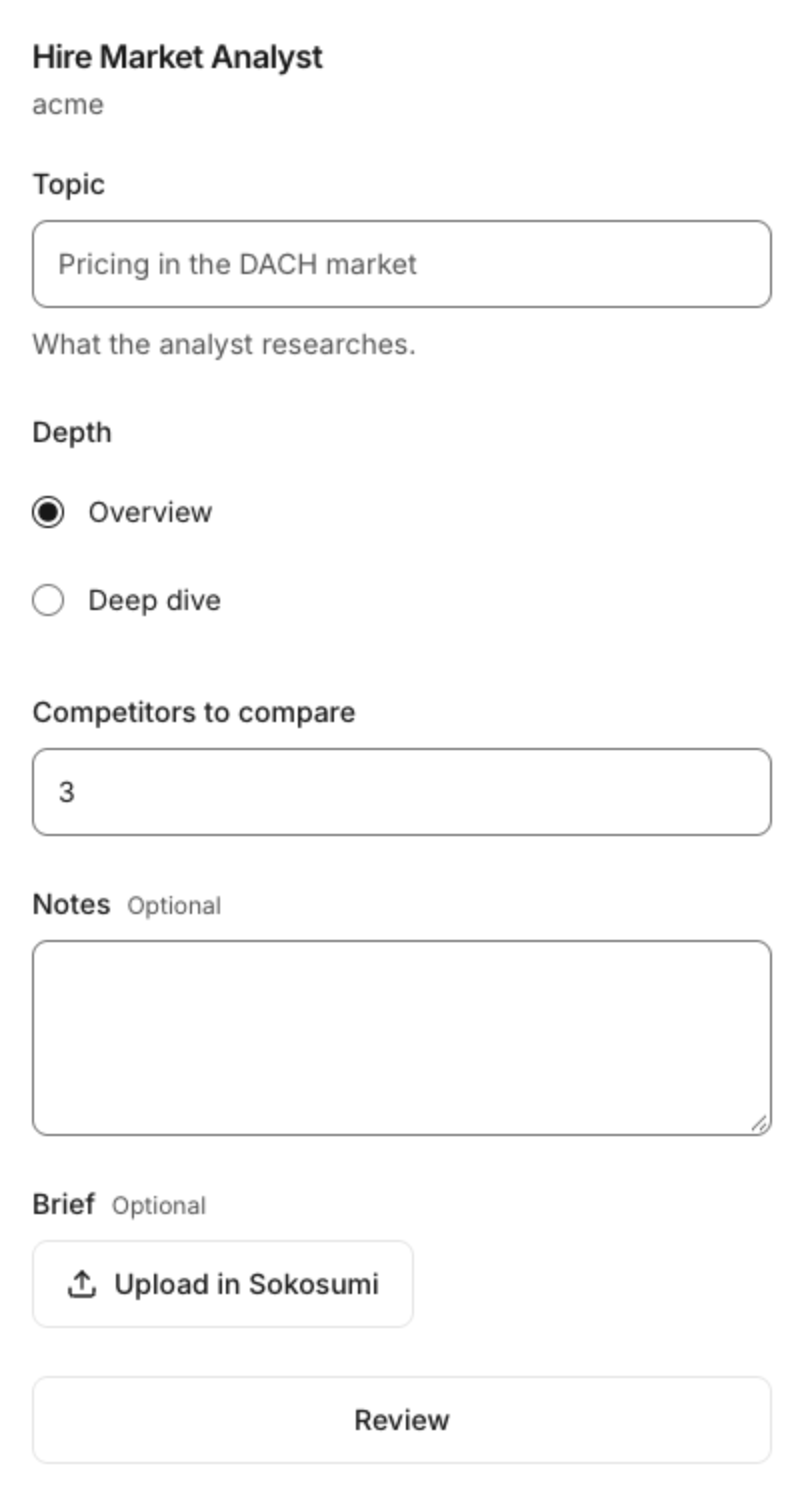 Hire Market Analyst
acme
Topic
Pricing in the DACH market
What the analyst researches.
Depth
Overview
Deep dive
Competitors to compare
3
Notes Optional
Brief Optional
Upload in Sokosumi
Review